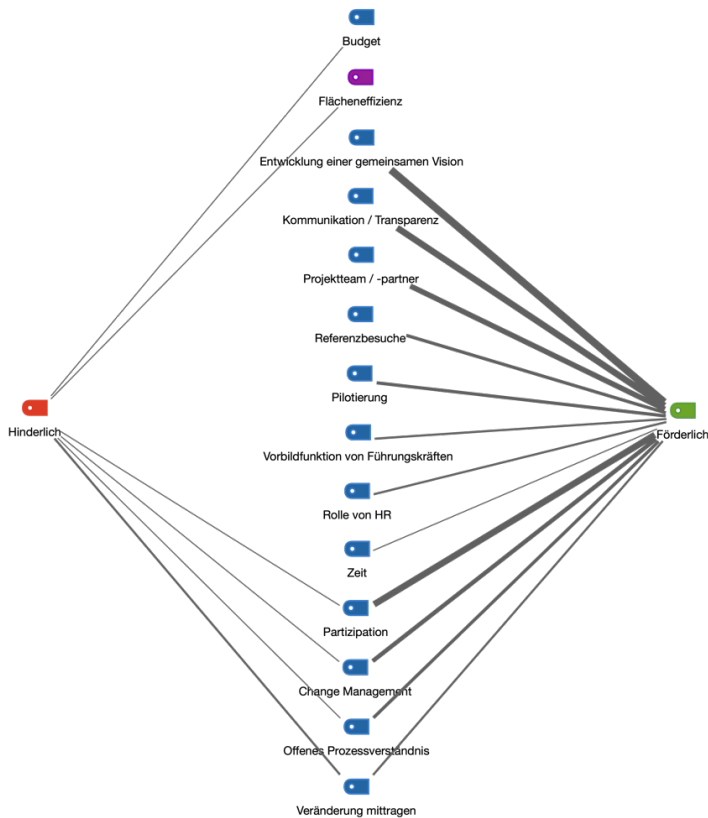 Budget
Flächeneffizienz
Entwicklung einer gemeinsamen Vision
Kommunikation / Transparenz
Projektteam / -partner
Referenzbesuche
Pilotierung
Hinderlich
Förderlich
Vorbildfunktion von Führungskräften
Rolle von HR
Zeit
Partizipation
Change Management
Offenes Prozessverständnis
Veränderung mittragen